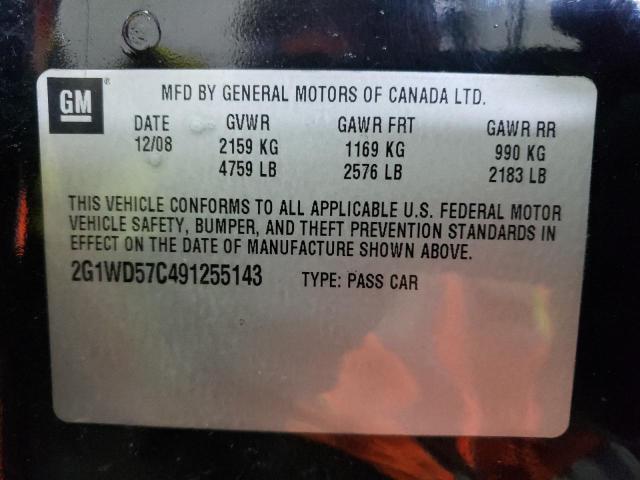 GM ®
MFD BY GENERAL MOTORS OF CANADA LTD.
DATE GVWR GAWR FRT GAWR RR
12/08 2159 KG 1169 KG 990 KG
4759 LB 2576 LB 2183 LB
THIS VEHICLE CONFORMS TO ALL APPLICABLE U.S. FEDERAL MOTOR
VEHICLE SAFETY, BUMPER, AND THEFT PREVENTION STANDARDS IN
EFFECT ON THE DATE OF MANUFACTURE SHOWN ABOVE.
2G1WD57C491255143 TYPE: PASS CAR